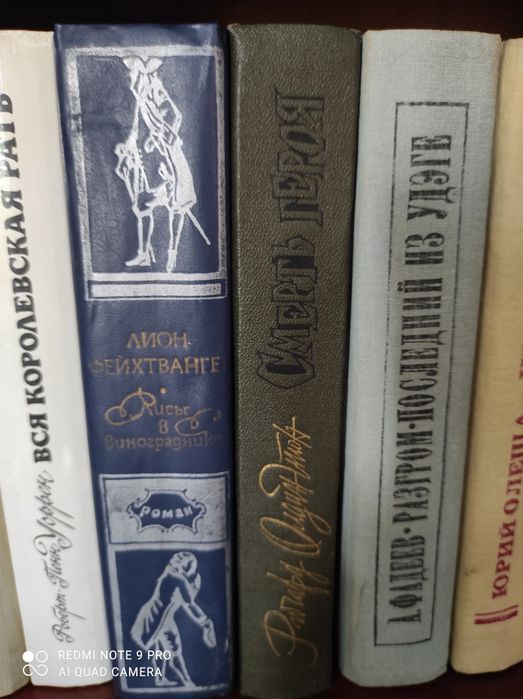 Роберт Пенн Уоррен
ВСЯ КОРОЛЕВСКАЯ РАТЬ
ЛИОН
ФЕЙХТВАНГЕ
Лисы
в
винограднике
роман
Ричард Олдингтон
СМЕРТЬ ГЕРОЯ
А·ФАДЕЕВ·РАЗГРОМ·ПОСЛЕДНИЙ ИЗ УДЭГЕ
ЮРИЙ ОЛЕША
REDMI NOTE 9 PRO
AI QUAD CAMERA